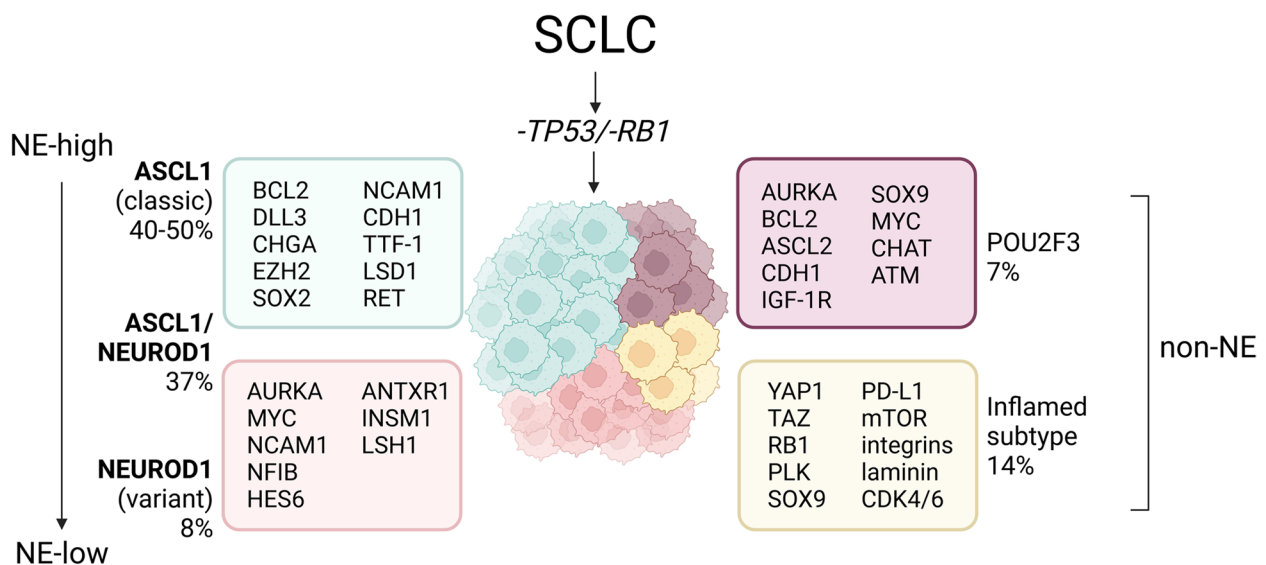 SCLC
-TP53/-RB1
NE-high
ASCL1
(classic)
40-50%
ASCL1/
NEUROD1
37%
NEUROD1
(variant)
8%
NE-low
BCL2 NCAM1
DLL3 CDH1
CHGA TTF-1
EZH2 LSD1
SOX2 RET
AURKA ANTXR1
MYC INSM1
NCAM1 LSH1
NFIB
HES6
AURKA SOX9
BCL2 MYC
ASCL2 CHAT
CDH1 ATM
IGF-1R
POU2F3
7%
YAP1 PD-L1
TAZ mTOR
RB1 integrins
PLK laminin
SOX9 CDK4/6
Inflamed
subtype
14%
non-NE